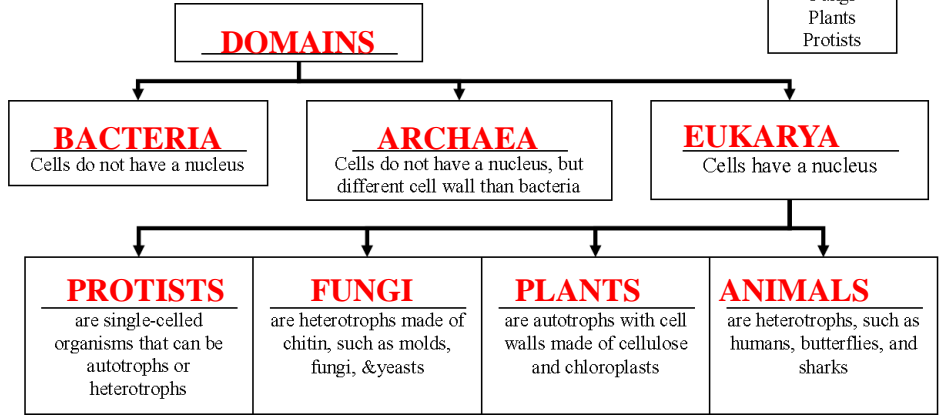 Fungi
Plants
Protists
DOMAINS
BACTERIA
Cells do not have a nucleus
ARCHAEA
Cells do not have a nucleus, but
different cell wall than bacteria
EUKARYA
Cells have a nucleus
PROTISTS
are single-celled
organisms that can be
autotrophs or
heterotrophs
FUNGI
are heterotrophs made of
chitin, such as molds,
fungi, &yeasts
PLANTS
are autotrophs with cell
walls made of cellulose
and chloroplasts
ANIMALS
are heterotrophs, such as
humans, butterflies, and
sharks